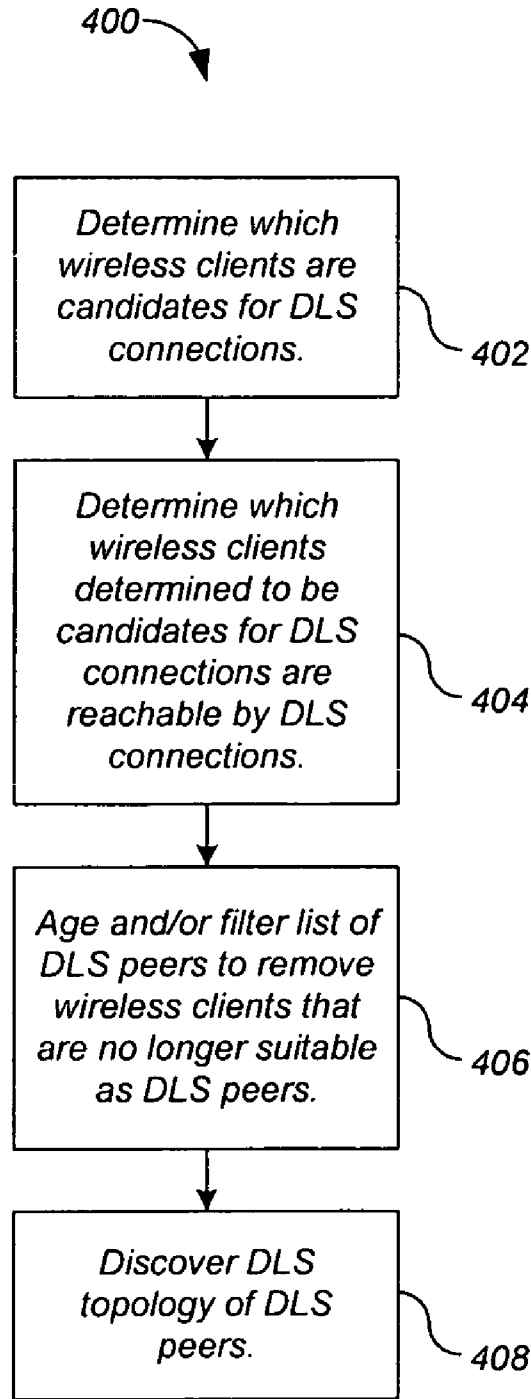 400
Determine which
wireless clients are
candidates for DLS
connections.
402
Determine which
wireless clients
determined to be
candidates for DLS
connections are
reachable by DLS
connections.
404
Age and/or filter list of
DLS peers to remove
wireless clients that
are no longer suitable
as DLS peers.
406
Discover DLS
topology of DLS
peers.
408